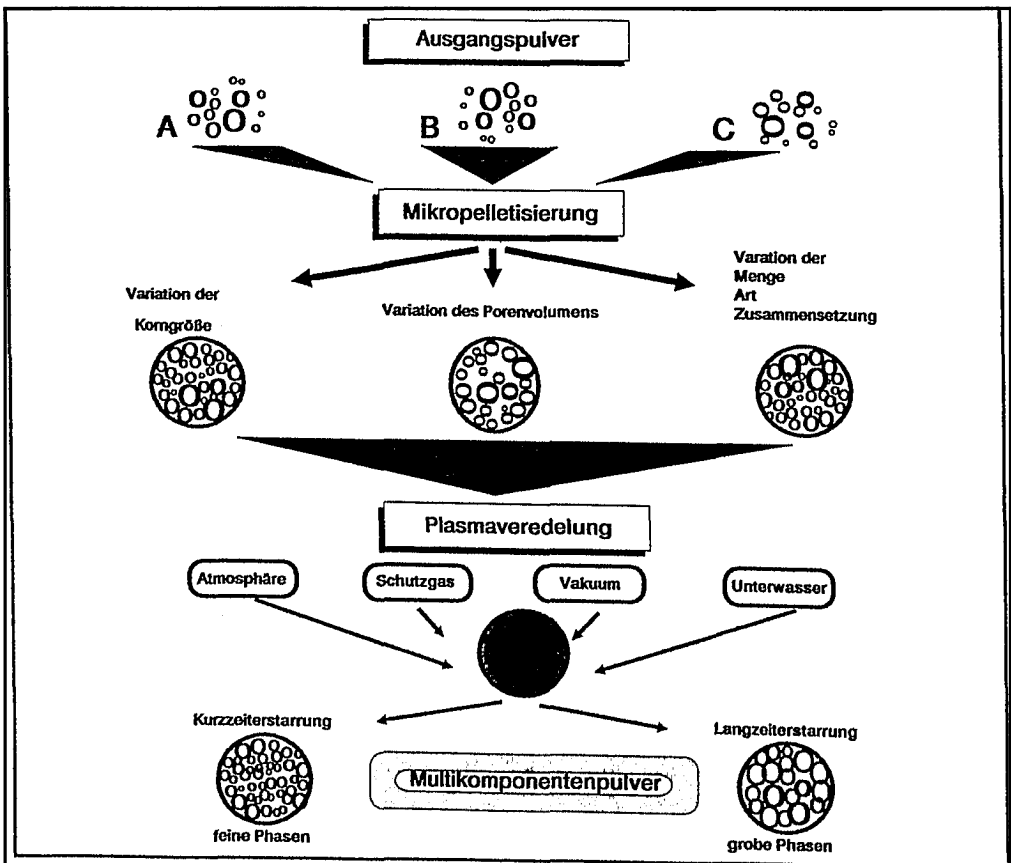 Ausgangspulver
A
B
C
Mikropelletisierung
Variation der
Korngröße
Variation des Porenvolumens
Varation der
Menge
Art
Zusammensetzung
Plasmaveredelung
Atmosphäre
Schutzgas
Vakuum
Unterwasser
Kurzzeiterstarrung
Langzeiterstarrung
Multikomponentenpulver
feine Phasen
grobe Phasen